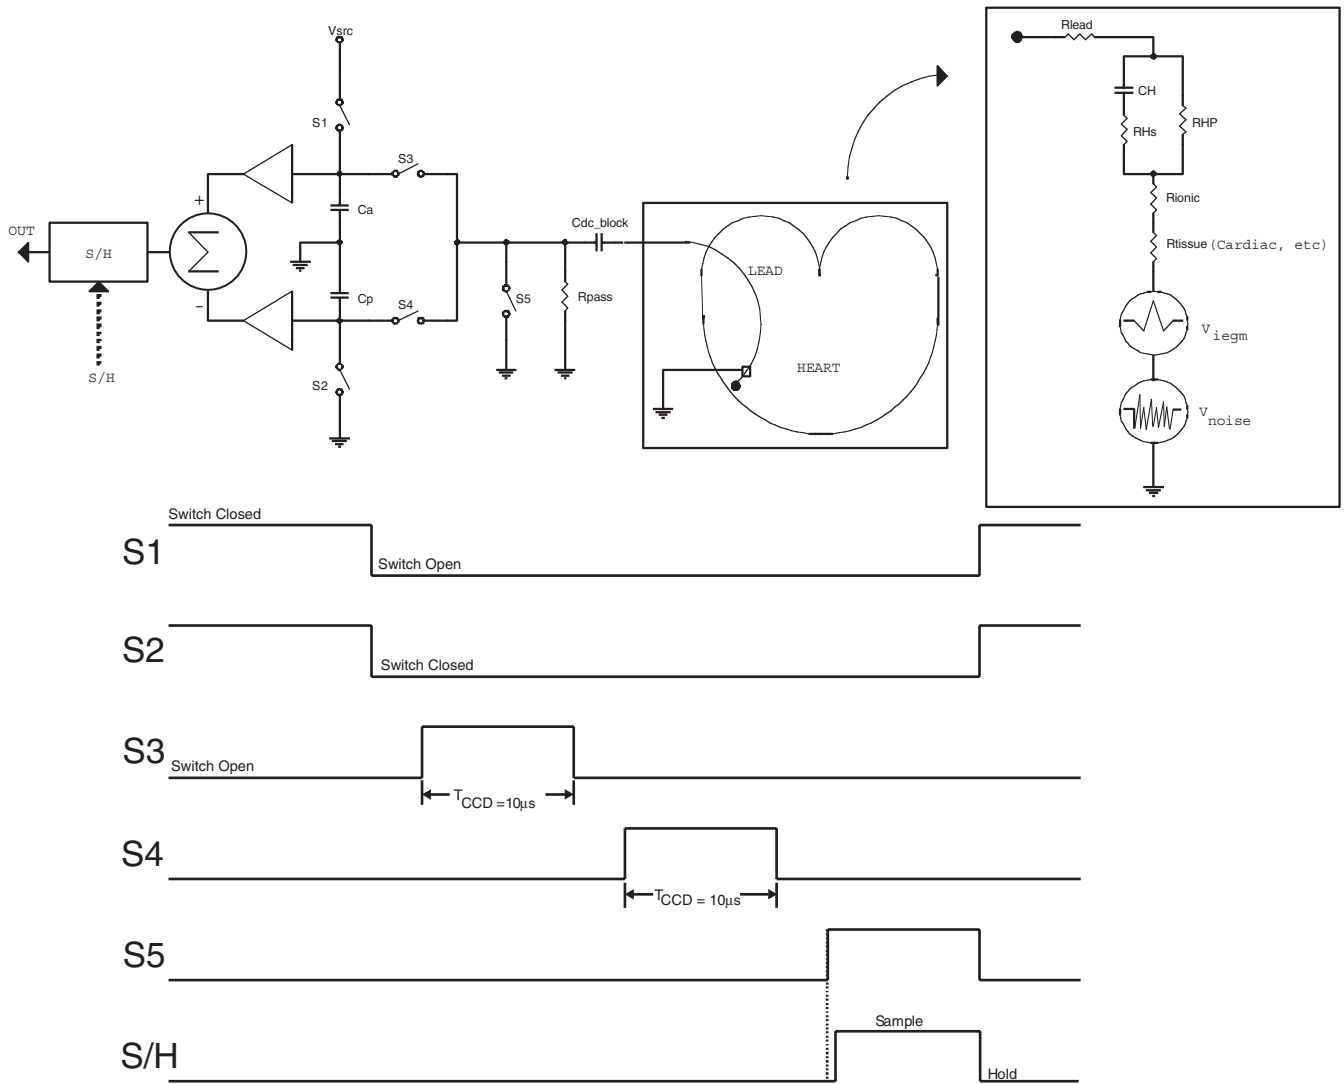 Vsrc
S1
S3
Ca
+
OUT
S/H
Σ
−
Cp
S4
S2
S/H
S5
Rpass
Cdc_block
LEAD
HEART
Rlead
CH
RHs
RHP
Rionic
Rtissue (Cardiac, etc)
Viegm
Vnoise
S1
Switch Closed
Switch Open
S2
Switch Closed
S3
Switch Open
TCCD =10µs
S4
TCCD = 10µs
S5
S/H
Sample
Hold